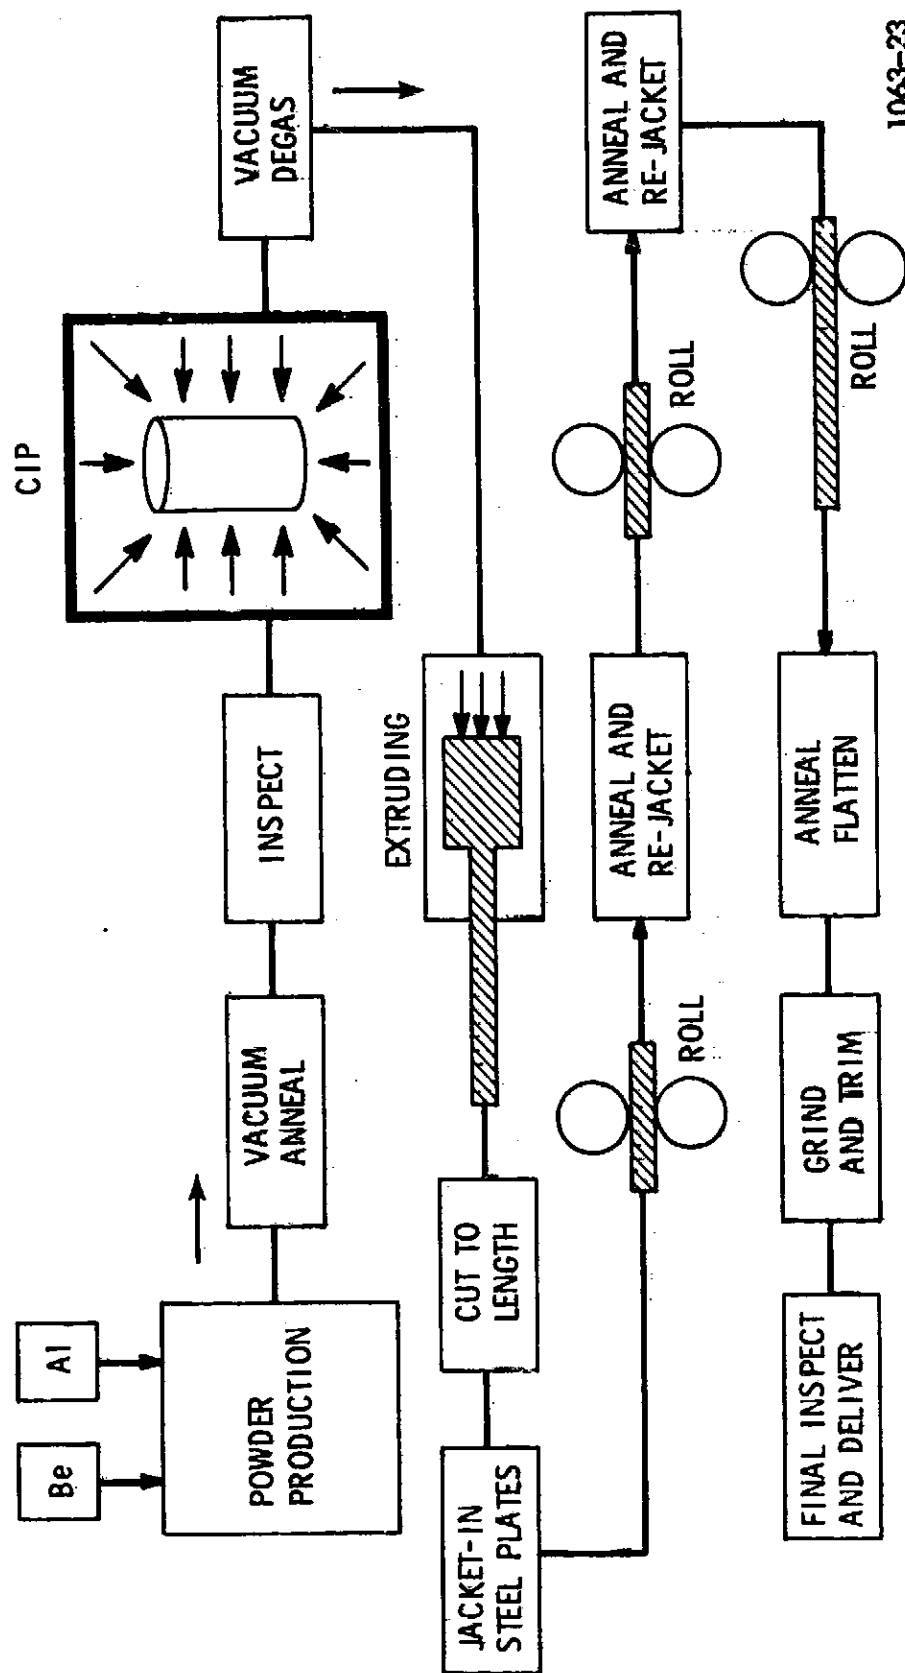 Be
Al
POWDER
PRODUCTION
VACUUM
ANNEAL
INSPECT
CIP
VACUUM
DEGAS
EXTRUDING
CUT TO
LENGTH
JACKET-IN
STEEL PLATES
ROLL
ANNEAL AND
RE-JACKET
ROLL
ANNEAL AND
RE-JACKET
ROLL
ANNEAL
FLATTEN
GRIND
AND TRIM
FINAL INSPECT
AND DELIVER
1063-23